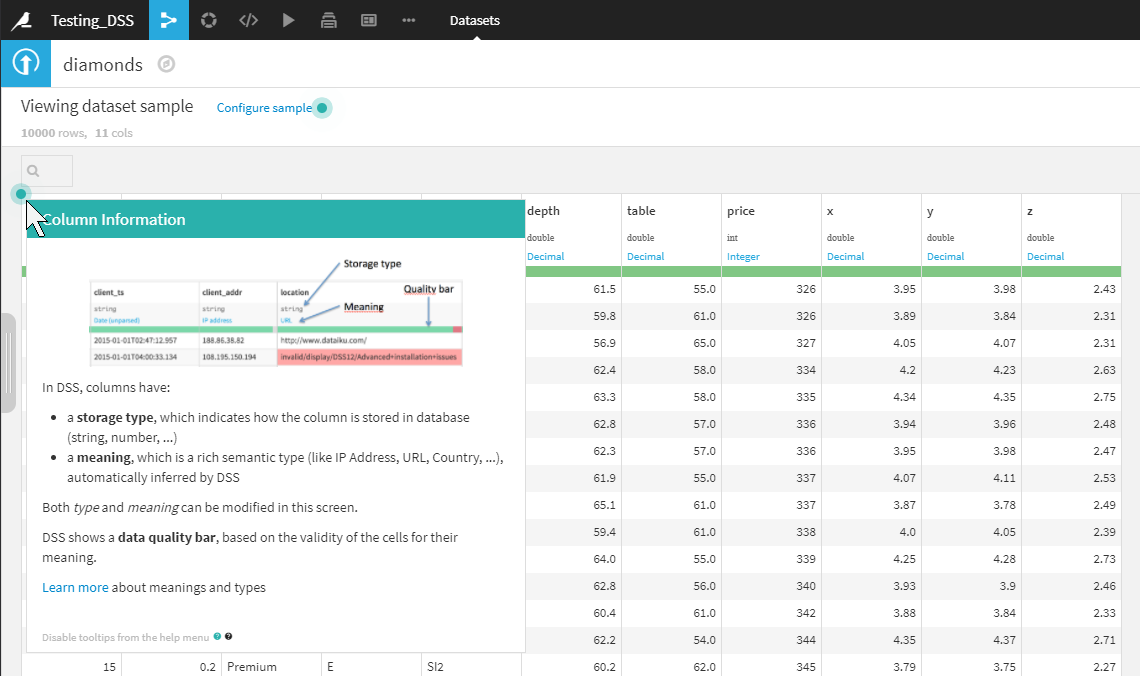 Testing_DSS Datasets
diamonds
Viewing dataset sample Configure sample
10000 rows, 11 cols
Column Information
depth table price x y z
double double int double double double
Decimal Decimal Integer Decimal Decimal Decimal
Storage type
Quality bar
client_ts client_addr location
string string string
Meaning
Date (unparsed) IP address URL
2015-01-01T02:47:12.957 188.86.38.82 http://www.dataiku.com/
2015-01-01T04:00:33.134 108.195.150.194 invalid/display/DSS12/Advanced+installation+issues
In DSS, columns have:
• a storage type, which indicates how the column is stored in database
(string, number, ...)
• a meaning, which is a rich semantic type (like IP Address, URL, Country, ...),
automatically inferred by DSS
Both type and meaning can be modified in this screen.
DSS shows a data quality bar, based on the validity of the cells for their
meaning.
Learn more about meanings and types
Disable tooltips from the help menu
61.5 55.0 326 3.95 3.98 2.43
59.8 61.0 326 3.89 3.84 2.31
56.9 65.0 327 4.05 4.07 2.31
62.4 58.0 334 4.2 4.23 2.63
63.3 58.0 335 4.34 4.35 2.75
62.8 57.0 336 3.94 3.96 2.48
62.3 57.0 336 3.95 3.98 2.47
61.9 55.0 337 4.07 4.11 2.53
65.1 61.0 337 3.87 3.78 2.49
59.4 61.0 338 4.0 4.05 2.39
64.0 55.0 339 4.25 4.28 2.73
62.8 56.0 340 3.93 3.9 2.46
60.4 61.0 342 3.88 3.84 2.33
62.2 54.0 344 4.35 4.37 2.71
15 0.2 Premium E SI2 60.2 62.0 345 3.79 3.75 2.27